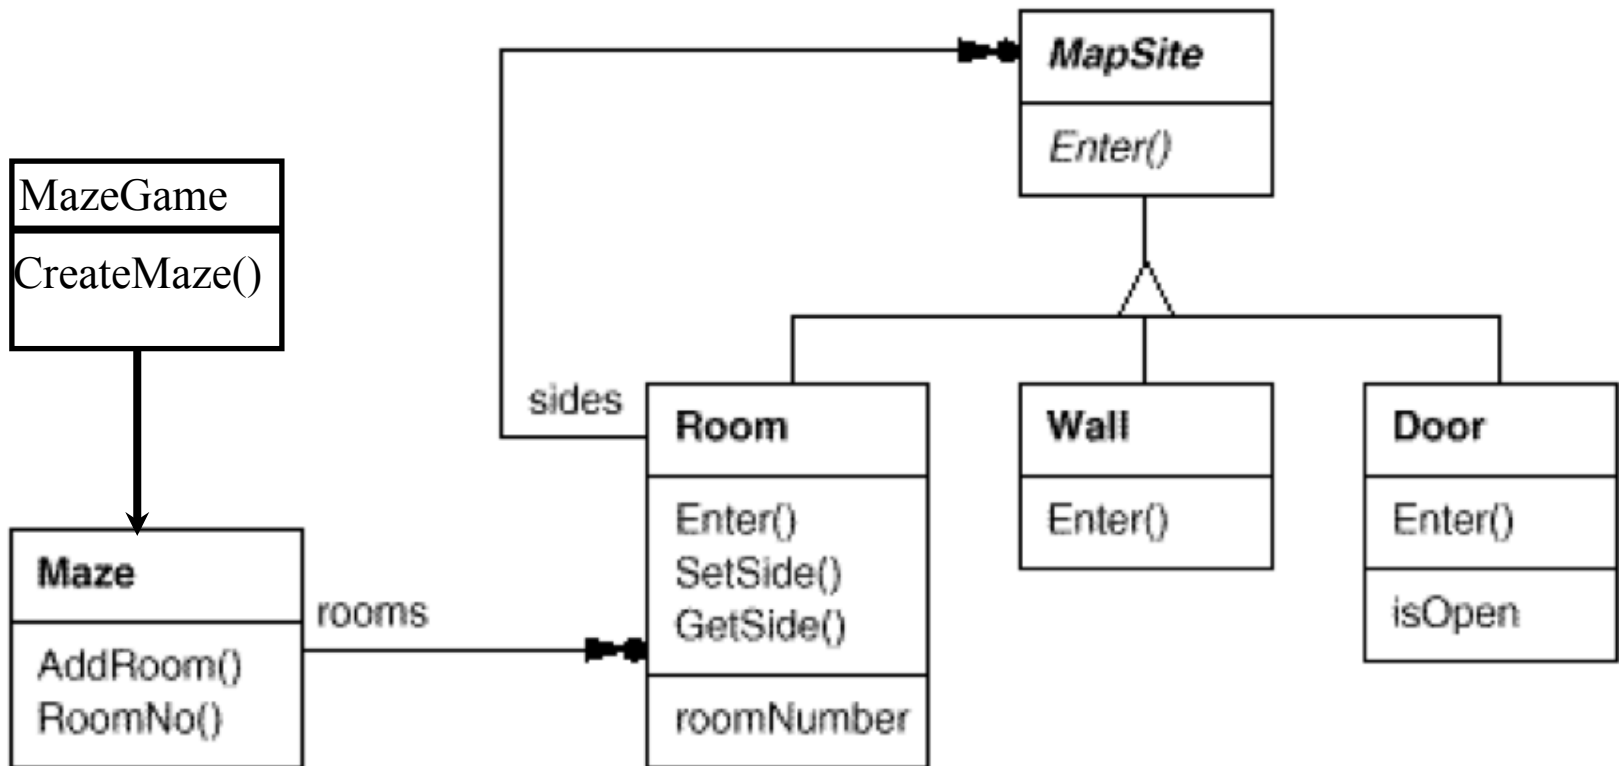 MapSite
Enter()
MazeGame
CreateMaze()
sides
Room
Enter()
SetSide()
GetSide()
roomNumber
Wall
Enter()
Door
Enter()
isOpen
Maze
AddRoom()
RoomNo()
rooms